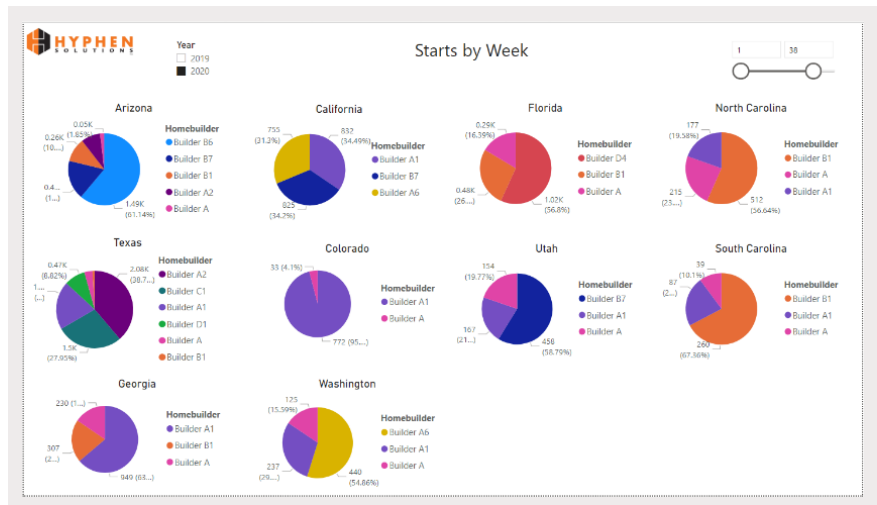 HYPHEN
SOLUTIONS
Year
2019
2020
Starts by Week
1
38
Arizona
0.05K
(1.85%)
0.26K
(10...)
0.4...
(1...)
1.49K
(61.14%)
Homebuilder
Builder B6
Builder B7
Builder B1
Builder A2
Builder A
California
755
(31.2%)
832
(34.49%)
825
(34.2%)
Homebuilder
Builder A1
Builder B7
Builder A6
Florida
0.29K
(16.39%)
0.48K
(26...)
1.02K
(56.8%)
Homebuilder
Builder D4
Builder B1
Builder A
North Carolina
177
(19.58%)
215
(23...)
512
(56.64%)
Homebuilder
Builder B1
Builder A
Builder A1
Texas
0.47K
(8.82%)
1...
(...)
2.08K
(38.7...)
1.5K
(27.95%)
Homebuilder
Builder A2
Builder C1
Builder A1
Builder D1
Builder A
Builder B1
Colorado
33 (4.1%)
772 (95...)
Homebuilder
Builder A1
Builder A
Utah
154
(19.77%)
167
(21...)
458
(58.79%)
Homebuilder
Builder B7
Builder A1
Builder A
South Carolina
39
(10.1%)
87
(2...)
260
(67.36%)
Homebuilder
Builder B1
Builder A1
Builder A
Georgia
230 (1...)
307
(2...)
949 (63...)
Homebuilder
Builder A1
Builder B1
Builder A
Washington
125
(15.59%)
237
(29...)
440
(54.86%)
Homebuilder
Builder A6
Builder A1
Builder A